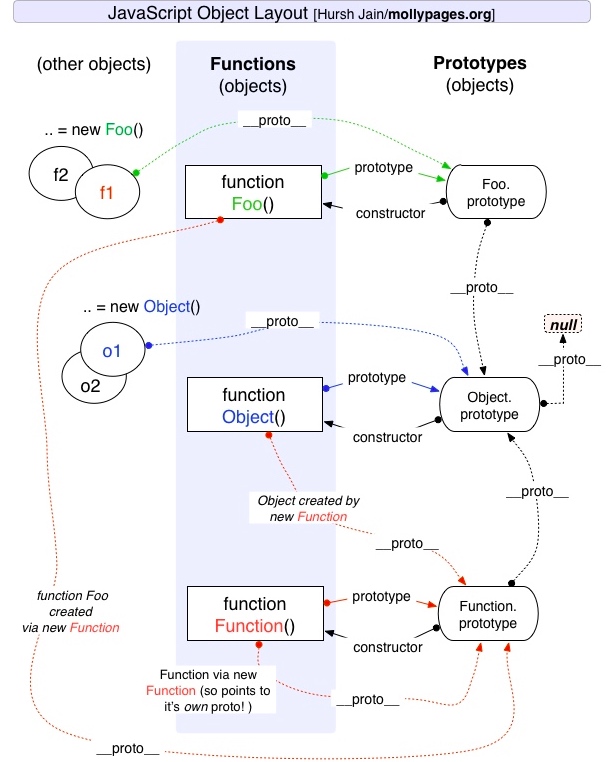 JavaScript Object Layout [Hursh Jain/mollypages.org]
(other objects)
Functions
(objects)
Prototypes
(objects)
.. = new Foo()
__proto__
f2
f1
function
Foo()
prototype
constructor
Foo.
prototype
__proto__
.. = new Object()
__proto__
null
__proto__
o1
o2
function
Object()
prototype
constructor
Object.
prototype
Object created by
new Function
__proto__
__proto__
function Foo
created
via new Function
function
Function()
prototype
constructor
Function.
prototype
Function via new
Function (so points to
it's own proto! )
__proto__
__proto__